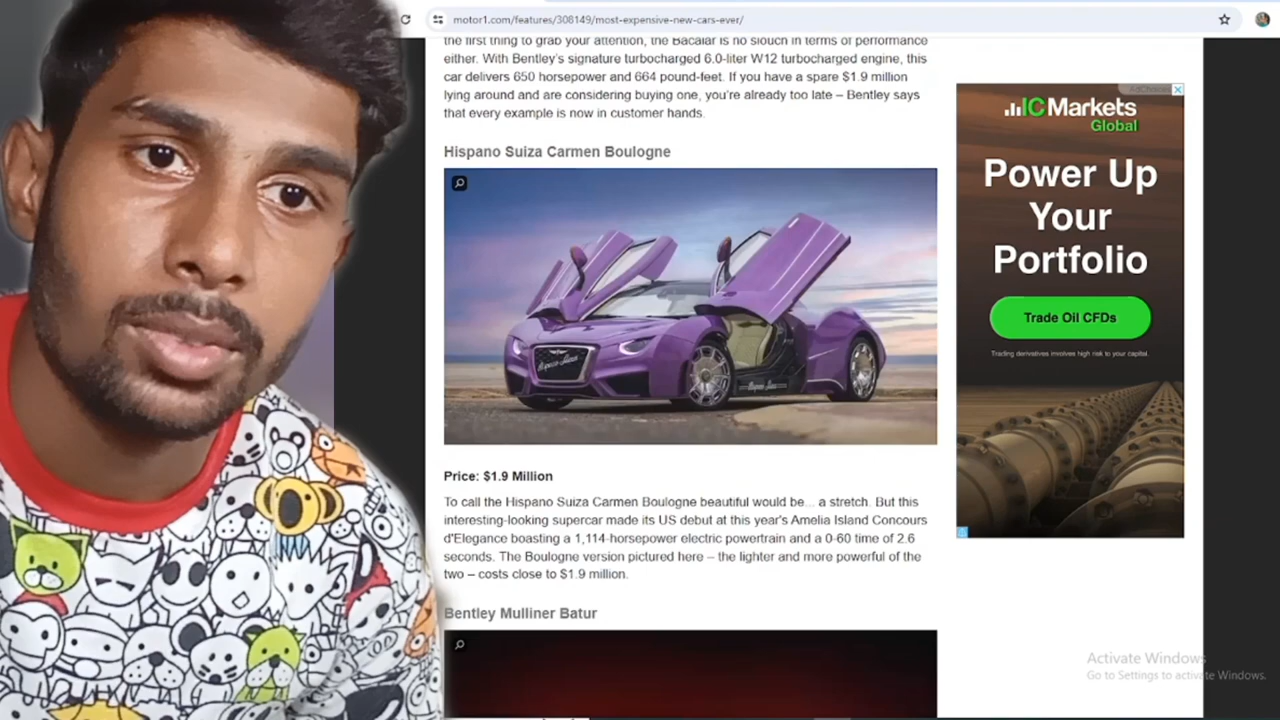 motor1.com/features/308149/most-expensive-new-cars-ever/
the first thing to grab your attention, the Bacalar is no slouch in terms of performance
either. With Bentley's signature turbocharged 6.0-liter W12 turbocharged engine, this
car delivers 650 horsepower and 664 pound-feet. If you have a spare $1.9 million
lying around and are considering buying one, you're already too late – Bentley says
that every example is now in customer hands.
Hispano Suiza Carmen Boulogne
Price: $1.9 Million
To call the Hispano Suiza Carmen Boulogne beautiful would be... a stretch. But this
interesting-looking supercar made its US debut at this year's Amelia Island Concours
d'Elegance boasting a 1,114-horsepower electric powertrain and a 0-60 time of 2.6
seconds. The Boulogne version pictured here – the lighter and more powerful of the
two – costs close to $1.9 million.
Bentley Mulliner Batur
AdChoices
IC Markets
Global
Power Up
Your
Portfolio
Trade Oil CFDs
Trading derivatives involves high risk to your capital.
Activate Windows
Go to Settings to activate Windows.